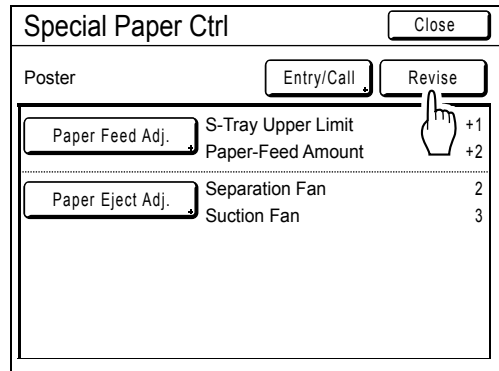 Special Paper Ctrl Close
Poster Entry/Call Revise
Paper Feed Adj. S-Tray Upper Limit +1
Paper-Feed Amount +2
Paper Eject Adj. Separation Fan 2
Suction Fan 3